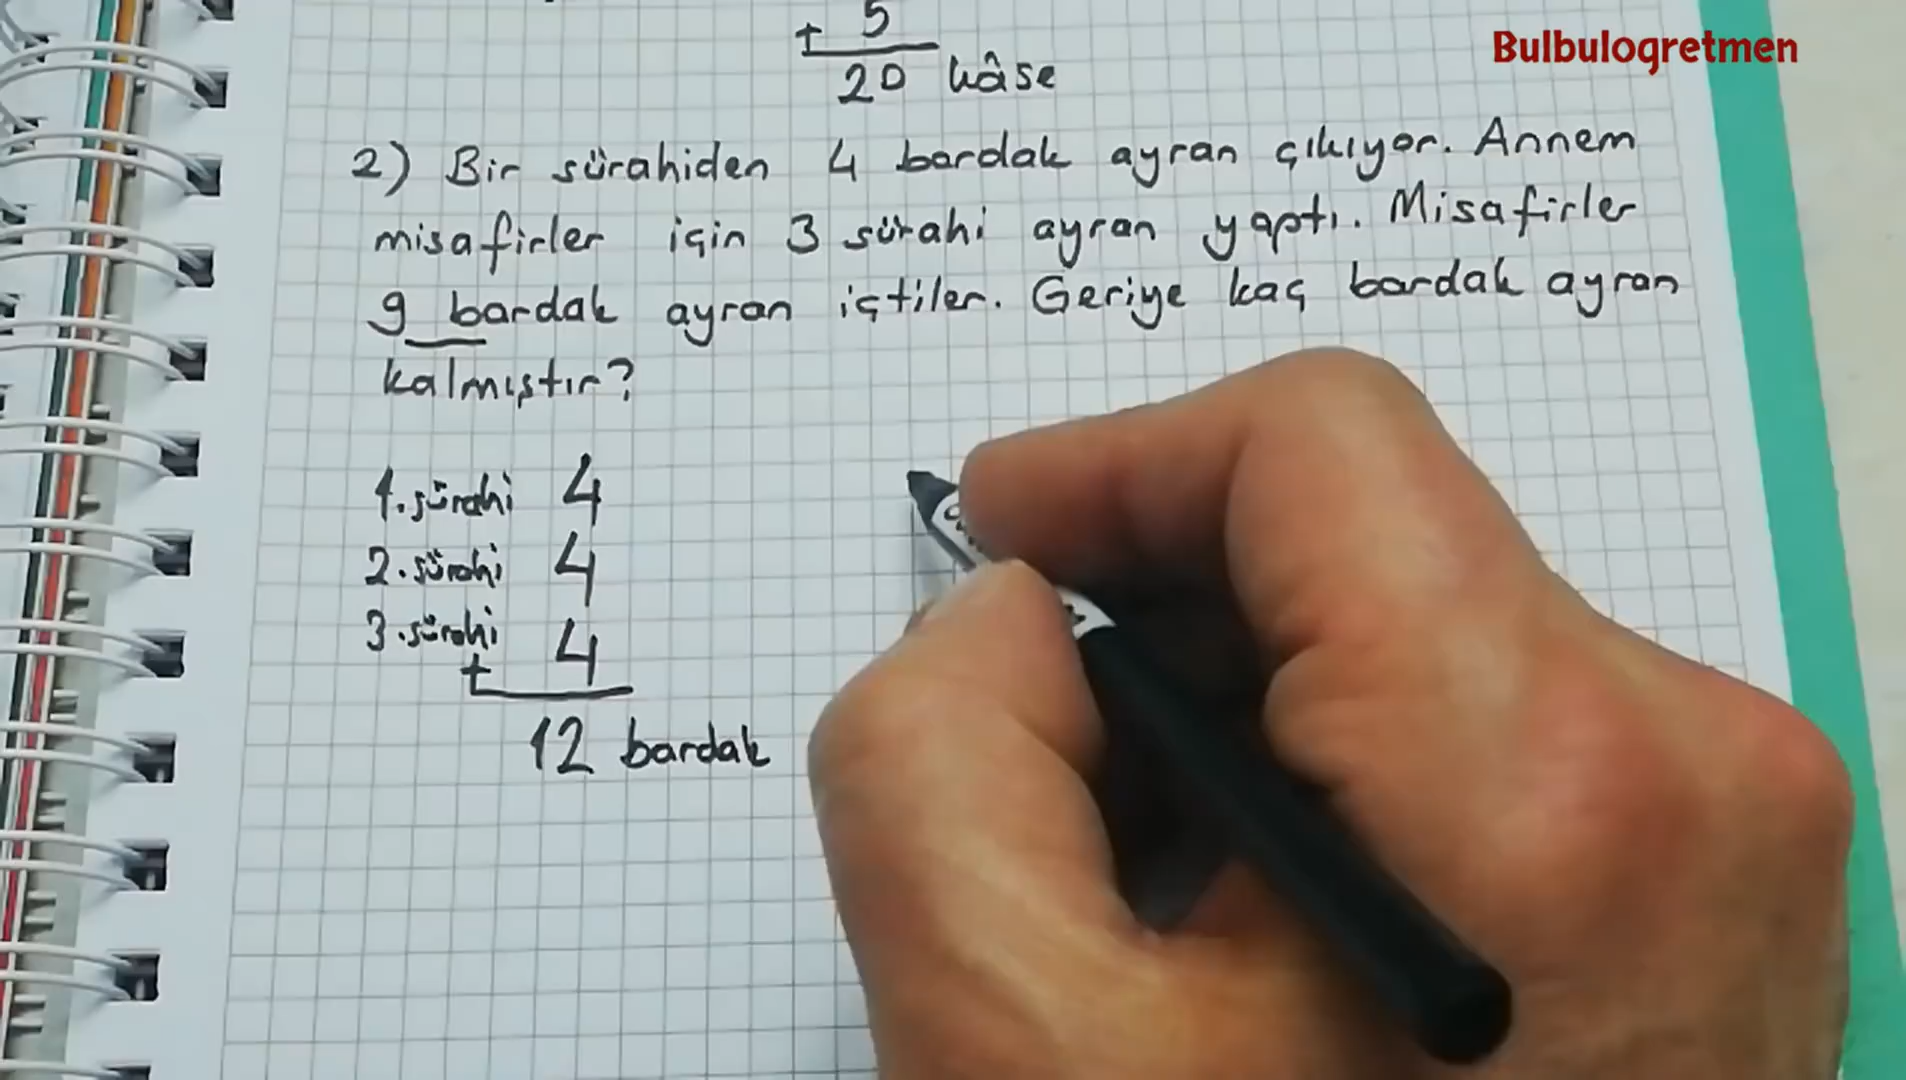 + 5
Bulbulogretmen
20 kâse
2) Bir sürahiden 4 bardak ayran çıkıyor. Annem
misafirler için 3 sürahi ayran yaptı. Misafirler
9 bardak ayran içtiler. Geriye kaç bardak ayran
kalmıştır?
1. sürahi 4
2. sürahi 4
3. sürahi 4
+
12 bardak